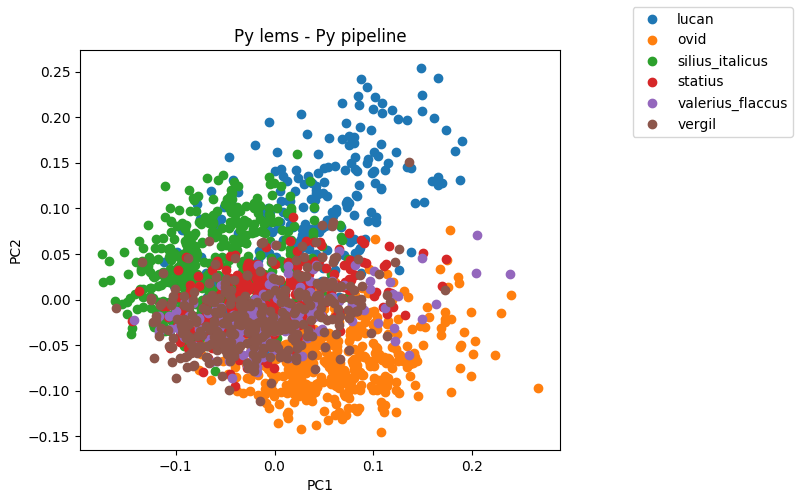 Py lems - Py pipeline
lucan
ovid
silius_italicus
statius
valerius_flaccus
vergil
0.25
0.20
0.15
0.10
0.05
0.00
−0.05
−0.10
−0.15
PC2
−0.1 0.0 0.1 0.2
PC1